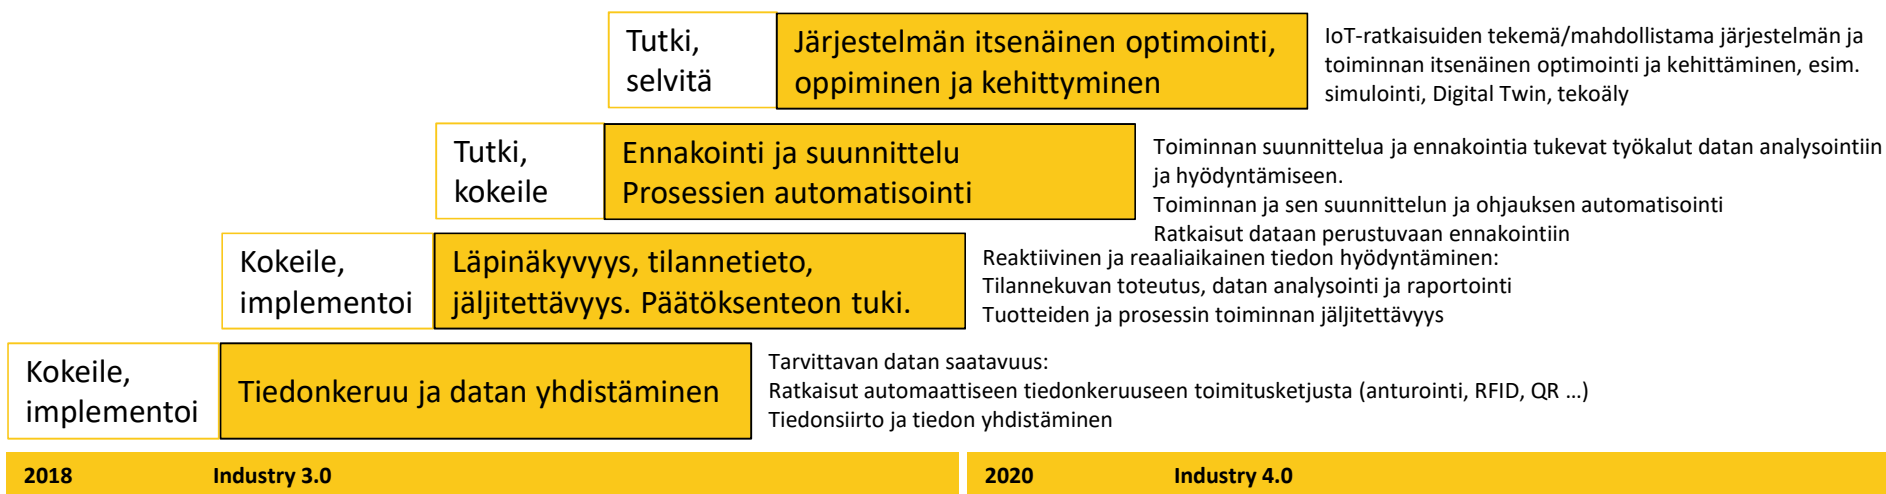 Tutki,
selvitä
Järjestelmän itsenäinen optimointi,
oppiminen ja kehittyminen
IoT-ratkaisuiden tekemä/mahdollistama järjestelmän ja
toiminnan itsenäinen optimointi ja kehittäminen, esim.
simulointi, Digital Twin, tekoäly
Tutki,
kokeile
Ennakointi ja suunnittelu
Prosessien automatisointi
Toiminnan suunnittelua ja ennakointia tukevat työkalut datan analysointiin
ja hyödyntämiseen.
Toiminnan ja sen suunnittelun ja ohjauksen automatisointi
Ratkaisut dataan perustuvaan ennakointiin
Kokeile,
implementoi
Läpinäkyvyys, tilannetieto,
jäljitettävyys. Päätöksenteon tuki.
Reaktiivinen ja reaaliaikainen tiedon hyödyntäminen:
Tilannekuvan toteutus, datan analysointi ja raportointi
Tuotteiden ja prosessin toiminnan jäljitettävyys
Kokeile,
implementoi
Tiedonkeruu ja datan yhdistäminen
Tarvittavan datan saatavuus:
Ratkaisut automaattiseen tiedonkeruuseen toimitusketjusta (anturointi, RFID, QR …)
Tiedonsiirto ja tiedon yhdistäminen
2018 Industry 3.0
2020 Industry 4.0